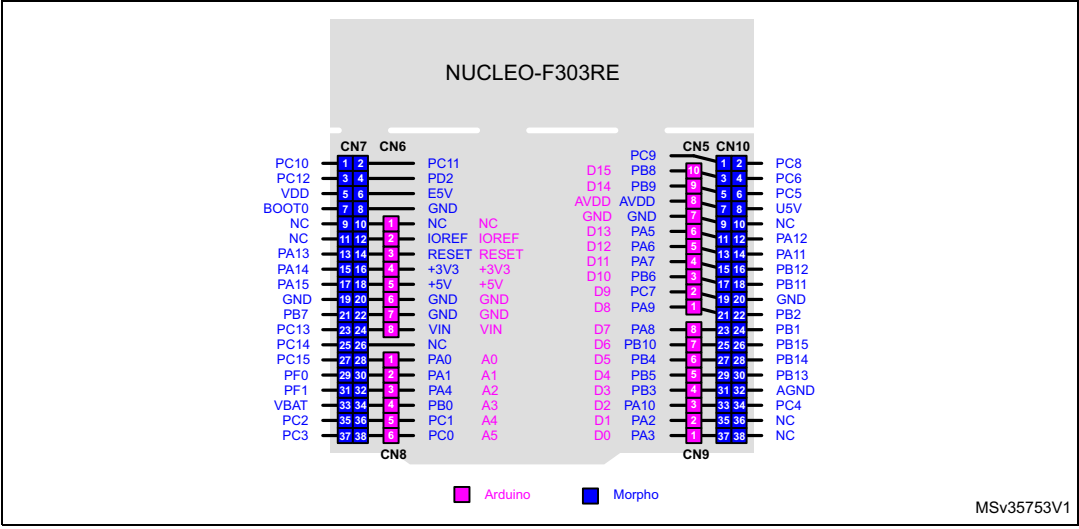 NUCLEO-F303RE
CN7 CN6 CN5 CN10
PC9
PC10 1 2 PC11 D15 PB8 10 1 2 PC8
PC12 3 4 PD2 D14 PB9 9 3 4 PC6
VDD 5 6 E5V AVDD AVDD 8 5 6 PC5
BOOT0 7 8 GND GND GND 7 7 8 U5V
NC 9 10 1 NC NC D13 PA5 6 9 10 NC
NC 11 12 2 IOREF IOREF D12 PA6 5 11 12 PA12
PA13 13 14 3 RESET RESET D11 PA7 4 13 14 PA11
PA14 15 16 4 +3V3 +3V3 D10 PB6 3 15 16 PB12
PA15 17 18 5 +5V +5V D9 PC7 2 17 18 PB11
GND 19 20 6 GND GND D8 PA9 1 19 20 GND
PB7 21 22 7 GND GND 21 22 PB2
PC13 23 24 8 VIN VIN D7 PA8 8 23 24 PB1
PC14 25 26 NC D6 PB10 7 25 26 PB15
PC15 27 28 1 PA0 A0 D5 PB4 6 27 28 PB14
PF0 29 30 2 PA1 A1 D4 PB5 5 29 30 PB13
PF1 31 32 3 PA4 A2 D3 PB3 4 31 32 AGND
VBAT 33 34 4 PB0 A3 D2 PA10 3 33 34 PC4
PC2 35 36 5 PC1 A4 D1 PA2 2 35 36 NC
PC3 37 38 6 PC0 A5 D0 PA3 1 37 38 NC
CN8 CN9
Arduino Morpho
MSv35753V1